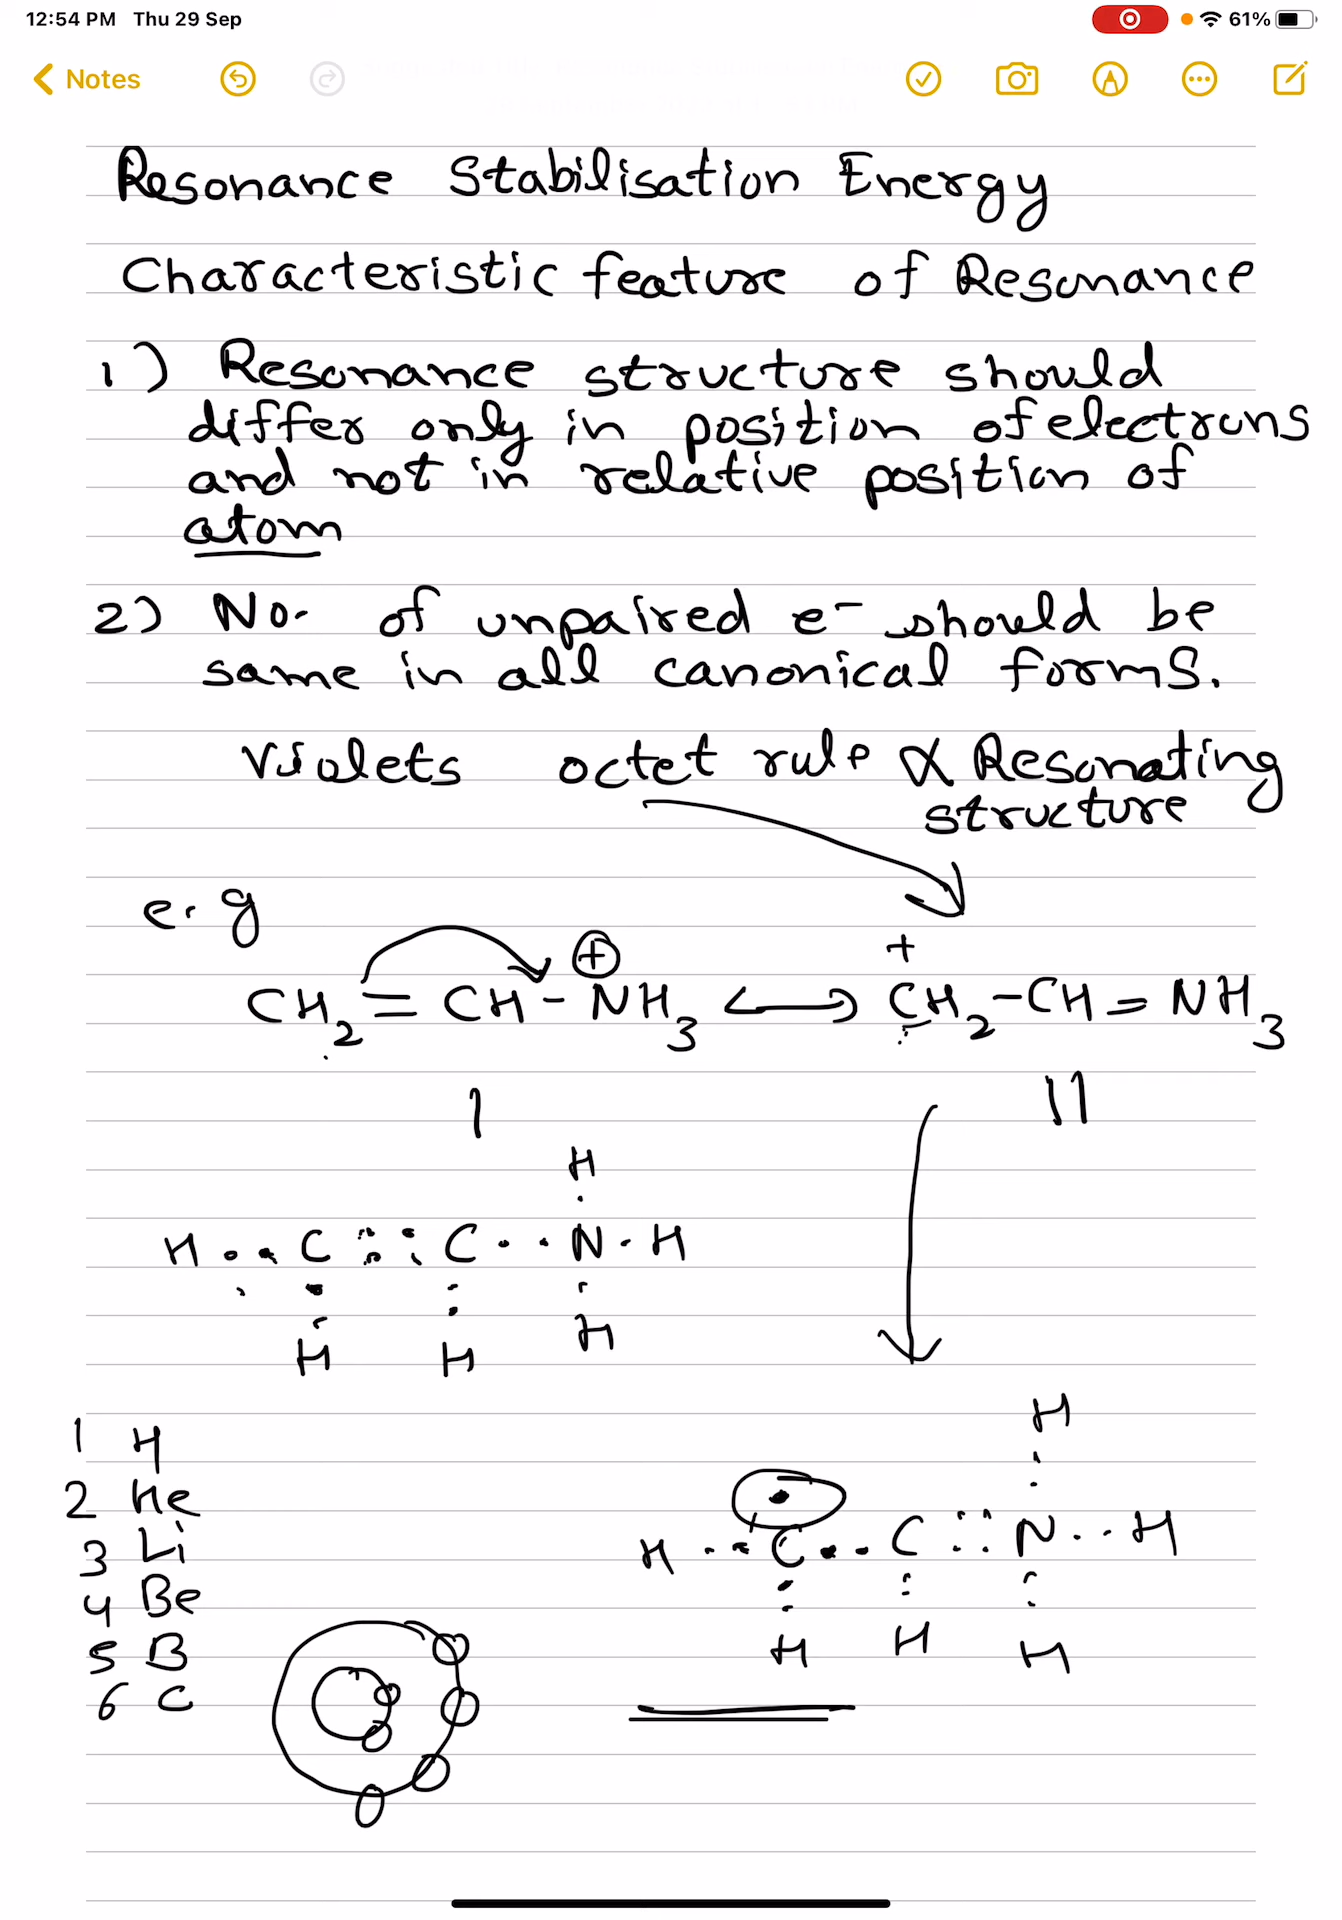 12:54 PM Thu 29 Sep 61%
Notes
Resonance Stabilisation Energy
Characteristic feature of Resonance
1) Resonance structure should
differ only in position of electrons
and not in relative position of
atom
2) No. of unpaired e⁻ should be
same in all canonical forms.
Violets octet rule ∝ Resonating
structure
e.g
+ +
CH₂ = CH - NH₃ ⟷ CH₂ - CH = NH₃
I II
H
H · · C :: : C · · N · H
H H H
1 H
2 He
3 Li
4 Be
5 B
6 C
H
H · · C · · C :: N · · H
H H H